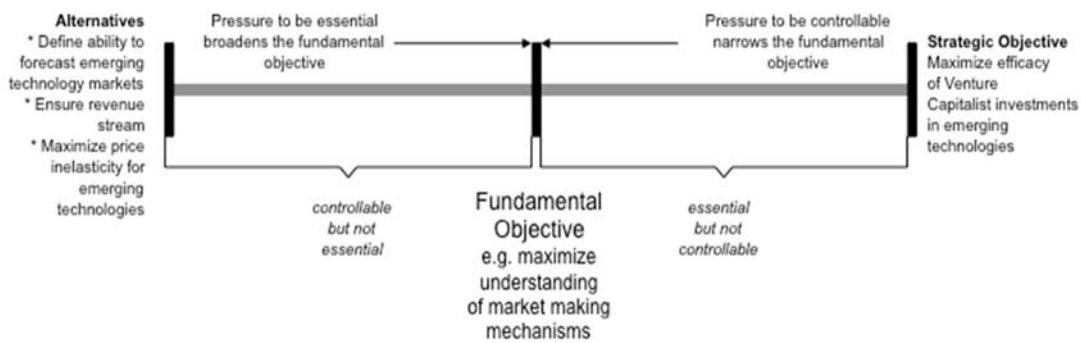 Alternatives
* Define ability to
forecast emerging
technology markets
* Ensure revenue
stream
* Maximize price
inelasticity for
emerging
technologies
Pressure to be essential
broadens the fundamental
objective
Pressure to be controllable
narrows the fundamental
objective
Strategic Objective
Maximize efficacy
of Venture
Capitalist investments
in emerging
technologies
controllable
but not
essential
Fundamental
Objective
e.g. maximize
understanding
of market making
mechanisms
essential
but not
controllable